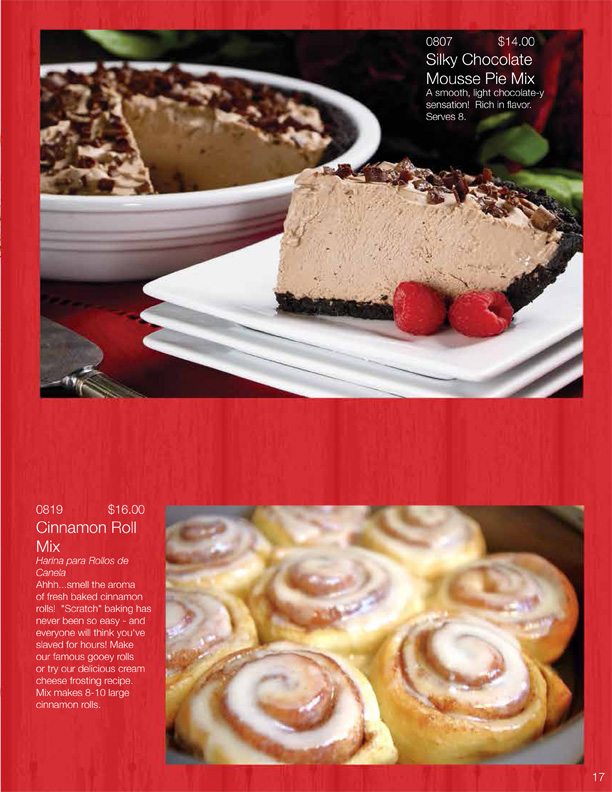 0807 $14.00
Silky Chocolate
Mousse Pie Mix
A smooth, light chocolate-y
sensation! Rich in flavor.
Serves 8.
0819 $16.00
Cinnamon Roll
Mix
Harina para Rollos de
Canela
Ahhh...smell the aroma
of fresh baked cinnamon
rolls! "Scratch" baking has
never been so easy - and
everyone will think you've
slaved for hours! Make
our famous gooey rolls
or try our delicious cream
cheese frosting recipe.
Mix makes 8-10 large
cinnamon rolls.
17